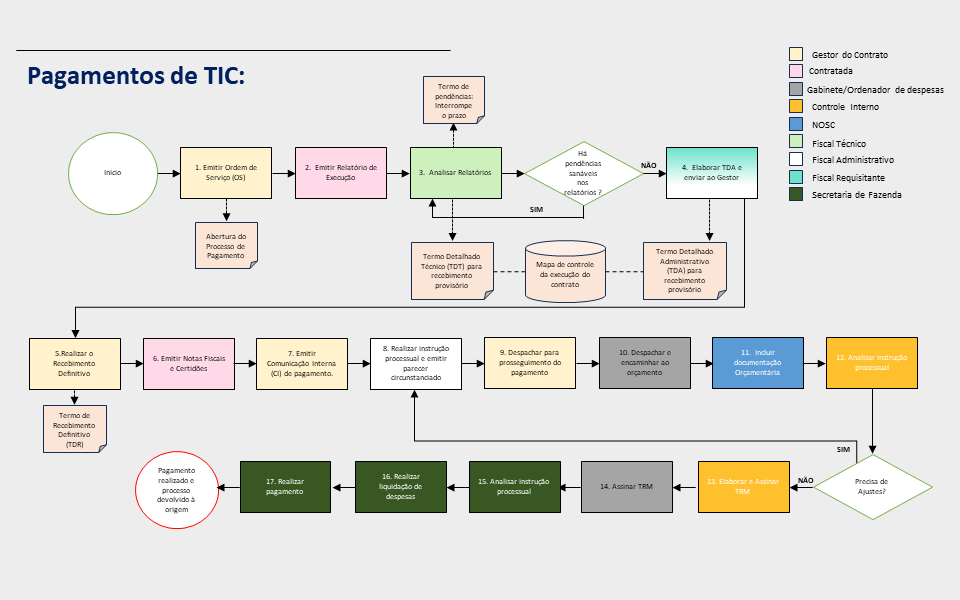 Pagamentos de TIC:
Gestor do Contrato
Contratada
Gabinete/Ordenador de despesas
Controle Interno
NOSC
Fiscal Técnico
Fiscal Administrativo
Fiscal Requisitante
Secretaria de Fazenda
Termo de
pendências:
Interrompe
o prazo
Início
1. Emitir Ordem de
Serviço (OS)
2. Emitir Relatório de
Execução
3. Analisar Relatórios
Há
pendências
sanáveis
nos
relatórios ?
NÃO
4. Elaborar TDA e
enviar ao Gestor
SIM
Abertura do
Processo de
Pagamento
Termo Detalhado
Técnico (TDT) para
recebimento
provisório
Mapa de controle
da execução do
contrato
Termo Detalhado
Administrativo
(TDA) para
recebimento
provisório
5.Realizar o
Recebimento
Definitivo
6. Emitir Notas Fiscais
e Certidões
7. Emitir
Comunicação Interna
(CI) de pagamento.
8. Realizar instrução
processual e emitir
parecer
circunstanciado
9. Despachar para
prosseguimento do
pagamento
10. Despachar e
encaminhar ao
orçamento
11. Incluir
documentação
Orçamentária
12. Analisar instrução
processual
Termo de
Recebimento
Definitivo
(TDR)
SIM
Pagamento
realizado e
processo
devolvido à
origem
17. Realizar
pagamento
16. Realizar
liquidação de
despesas
15. Analisar instrução
processual
14. Assinar TRM
13. Elaborar e Assinar
TRM
NÃO
Precisa de
Ajustes?